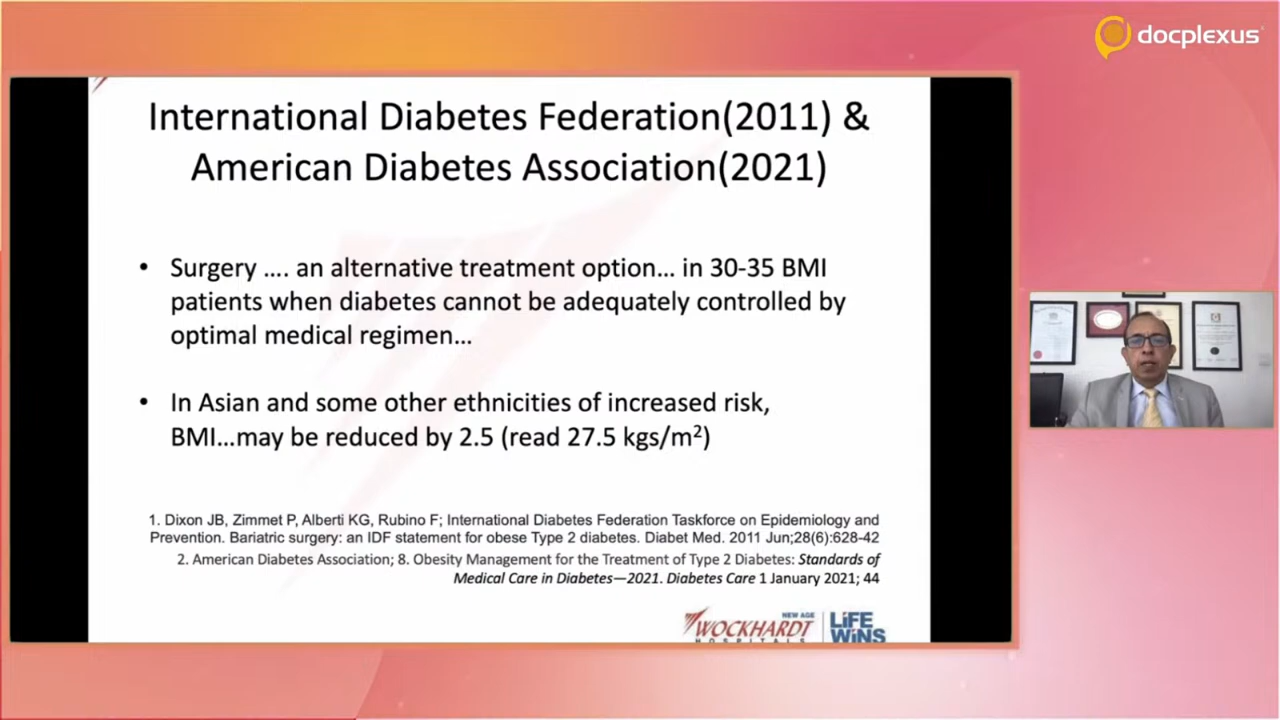 docplexus
International Diabetes Federation(2011) &
American Diabetes Association(2021)
• Surgery .... an alternative treatment option... in 30-35 BMI
patients when diabetes cannot be adequately controlled by
optimal medical regimen...
• In Asian and some other ethnicities of increased risk,
BMI...may be reduced by 2.5 (read 27.5 kgs/m²)
1. Dixon JB, Zimmet P, Alberti KG, Rubino F; International Diabetes Federation Taskforce on Epidemiology and
Prevention. Bariatric surgery: an IDF statement for obese Type 2 diabetes. Diabet Med. 2011 Jun;28(6):628-42
2. American Diabetes Association; 8. Obesity Management for the Treatment of Type 2 Diabetes: Standards of
Medical Care in Diabetes—2021. Diabetes Care 1 January 2021; 44
NEW AGE
WOCKHARDT
HOSPITALS
LiFE
WiNS